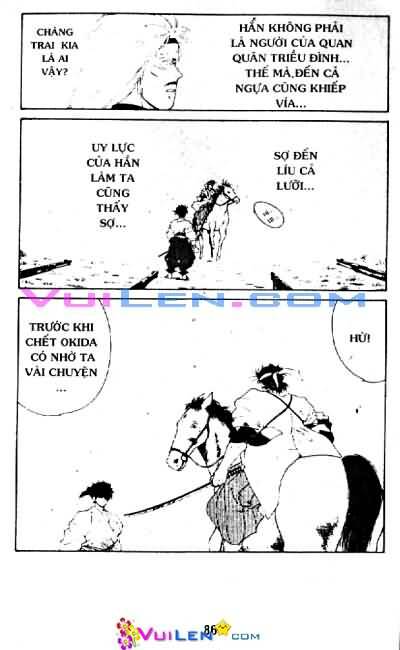 CHÀNG
TRAI KIA
LÀ AI
VẬY?
HẮN KHÔNG PHẢI
LÀ NGƯỜI CỦA QUAN
QUÂN TRIỀU ĐÌNH...
THẾ MÀ, ĐẾN CẢ
NGỰA CŨNG KHIẾP
VÍA...
UY LỰC
CỦA HẮN
LÀM TA
CŨNG
THẤY
SỢ...
SỢ ĐẾN
LÍU CẢ
LƯỠI...
VuiLen.com
TRƯỚC KHI
CHẾT OKIDA
CÓ NHỜ TA
VÀI CHUYỆN
...
HỪ!
86
VuiLen.com